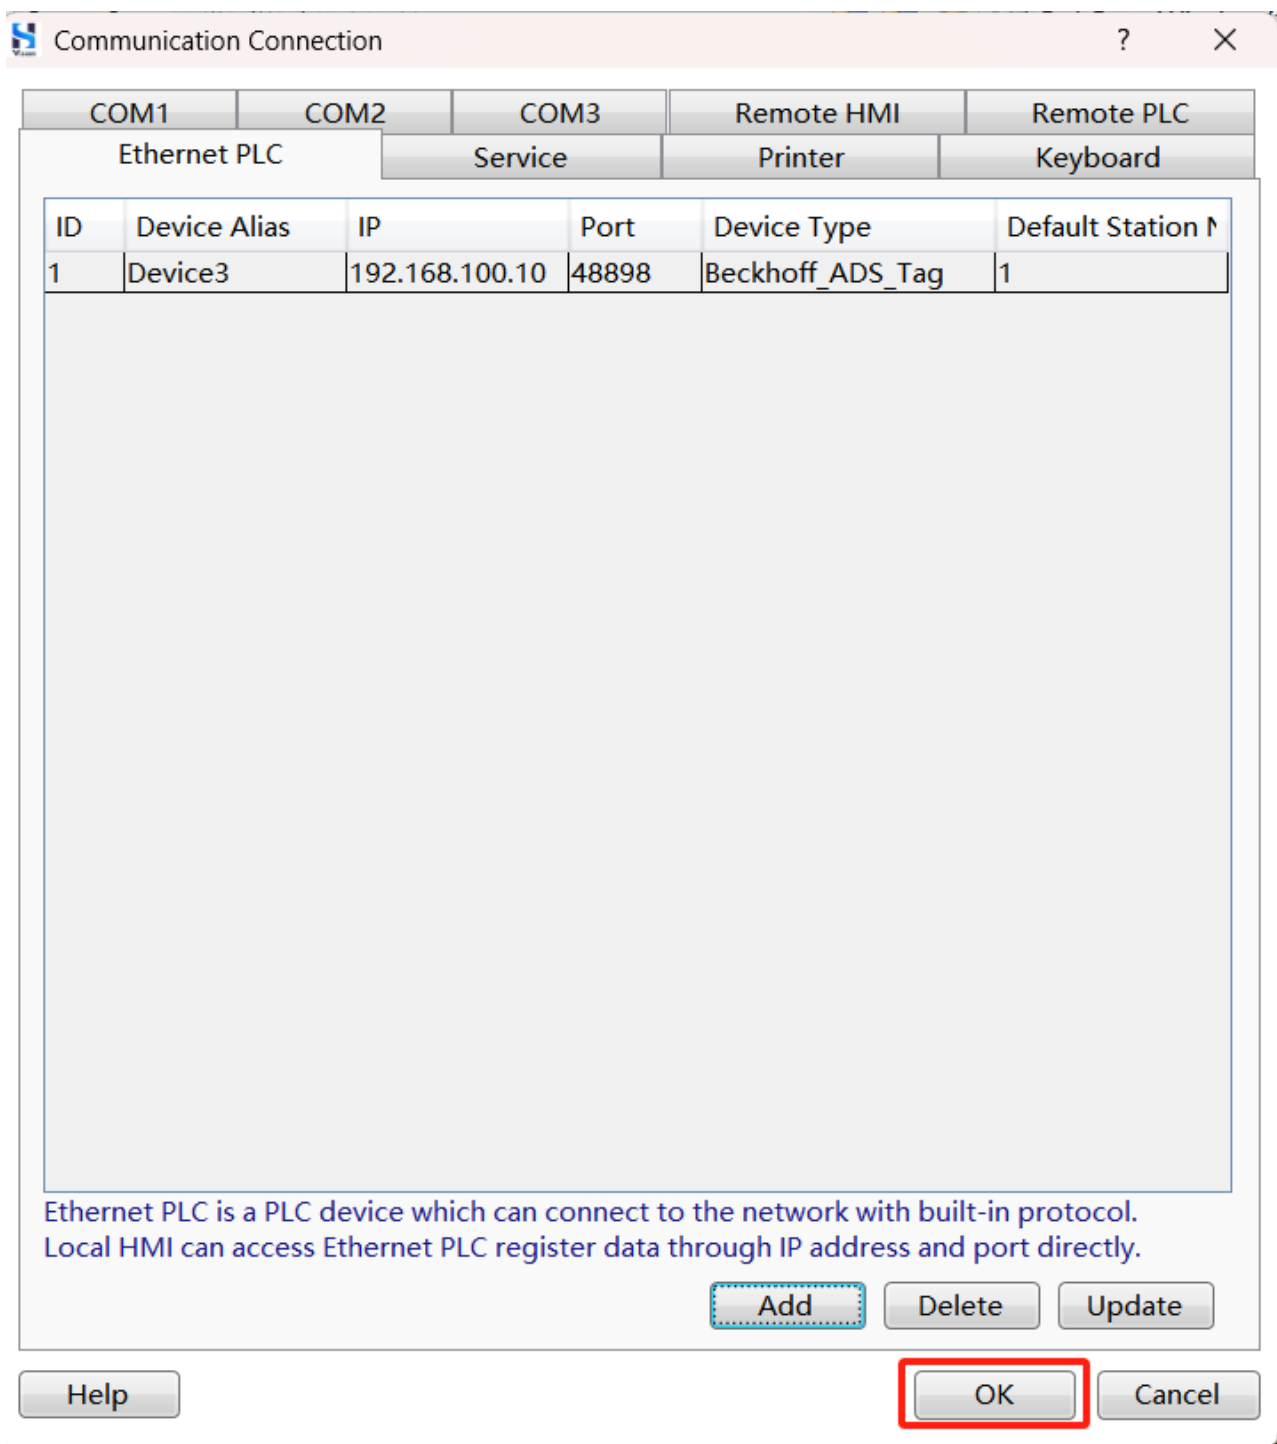 Communication Connection ?
COM1 COM2 COM3 Remote HMI Remote PLC
Ethernet PLC Service Printer Keyboard
ID Device Alias IP Port Device Type Default Station
1 Device3 192.168.100.10 48898 Beckhoff_ADS_Tag 1
Ethernet PLC is a PLC device which can connect to the network with built-in protocol.
Local HMI can access Ethernet PLC register data through IP address and port directly.
Add Delete Update
Help OK Cancel